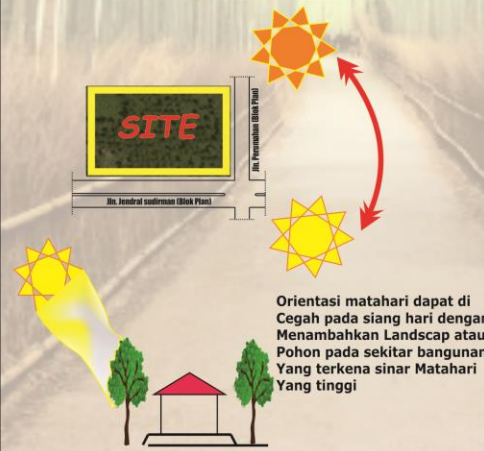 SITE
Jln. Perumahan (Blok Plan)
Jln. Jendral sudirman (Blok Plan)
Orientasi matahari dapat di
Cegah pada siang hari dengan
Menambahkan Landscap atau
Pohon pada sekitar bangunan
Yang terkena sinar Matahari
Yang tinggi